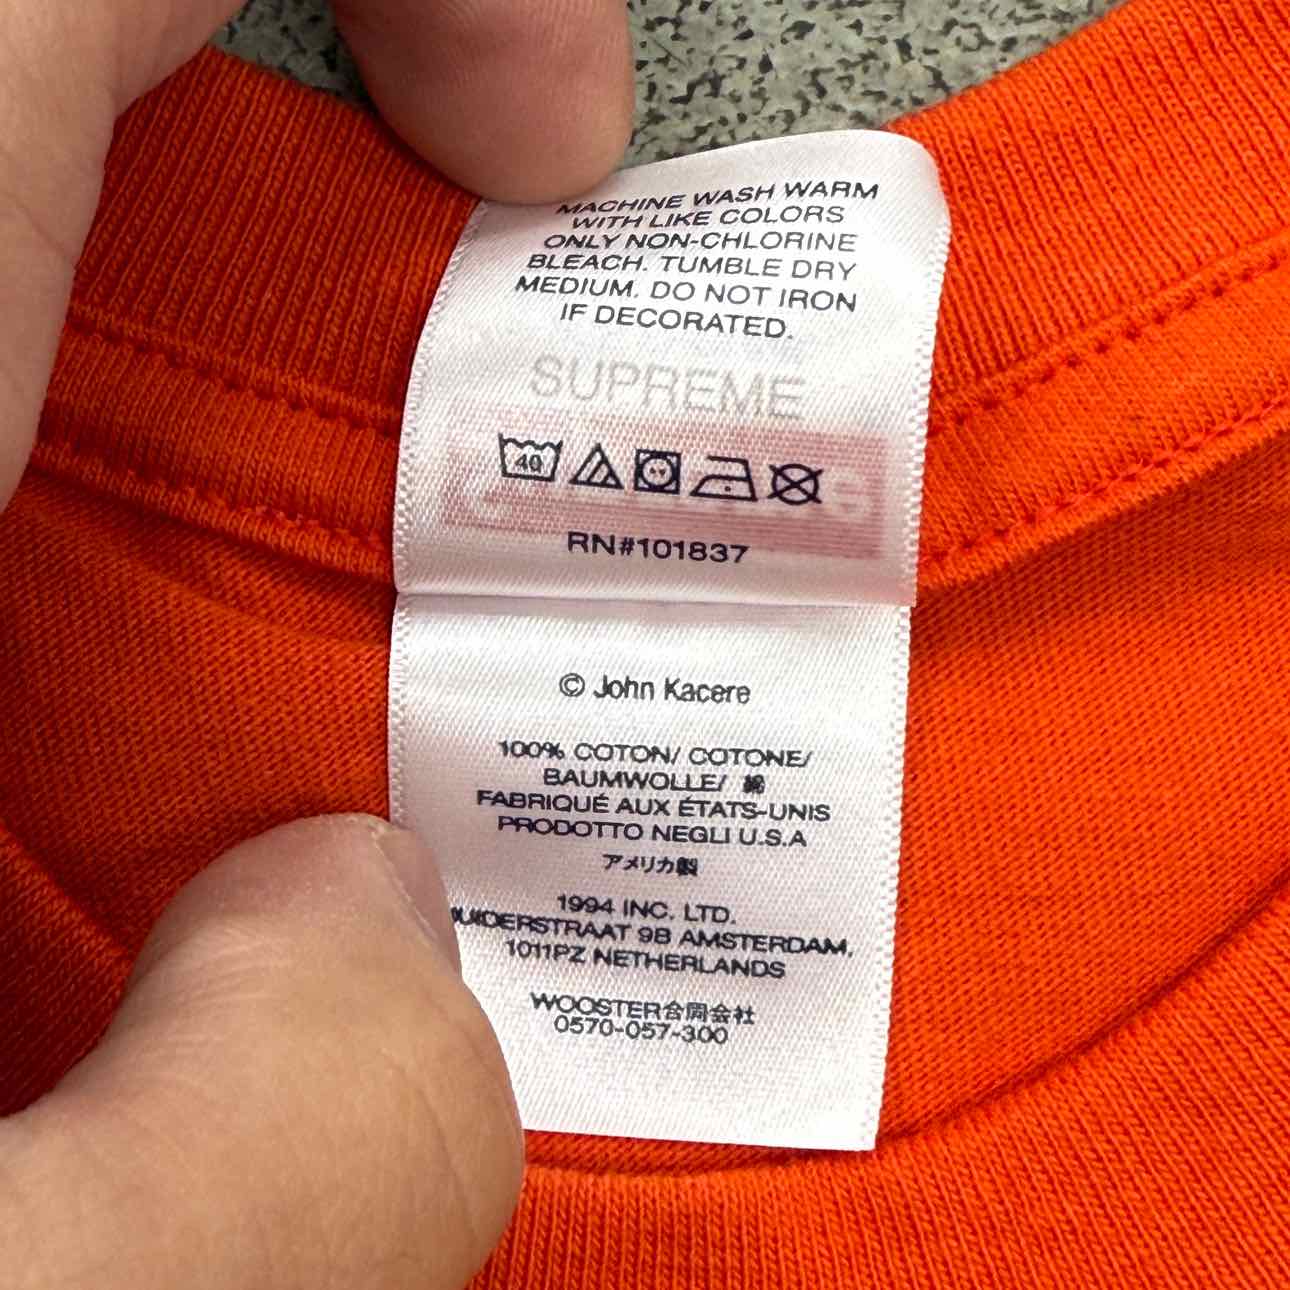 MACHINE WASH WARM
WITH LIKE COLORS
ONLY NON-CHLORINE
BLEACH. TUMBLE DRY
MEDIUM. DO NOT IRON
IF DECORATED.
SUPREME
40
RN#101837
© John Kacere
100% COTON/ COTONE/
BAUMWOLLE/ 綿
FABRIQUÉ AUX ÉTATS-UNIS
PRODOTTO NEGLI U.S.A
アメリカ製
1994 INC. LTD.
9B AMSTERDAM,
1011PZ NETHERLANDS
WOOSTER合同会社
0570-057-300